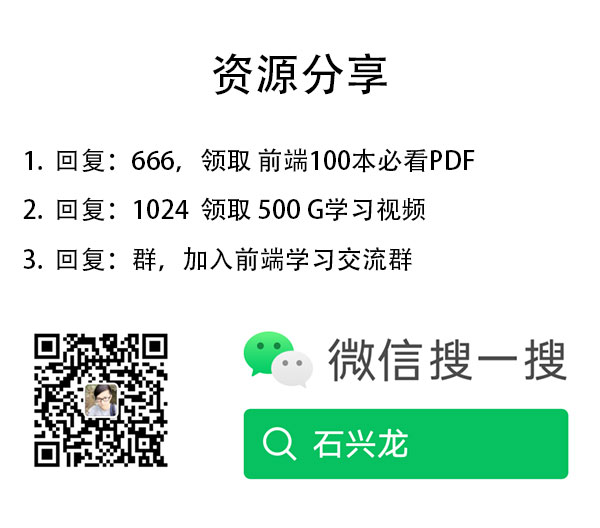 资源分享
1. 回复：666，领取 前端100本必看PDF
2. 回复：1024 领取 500 G学习视频
3. 回复：群，加入前端学习交流群
微信搜一搜
石兴龙